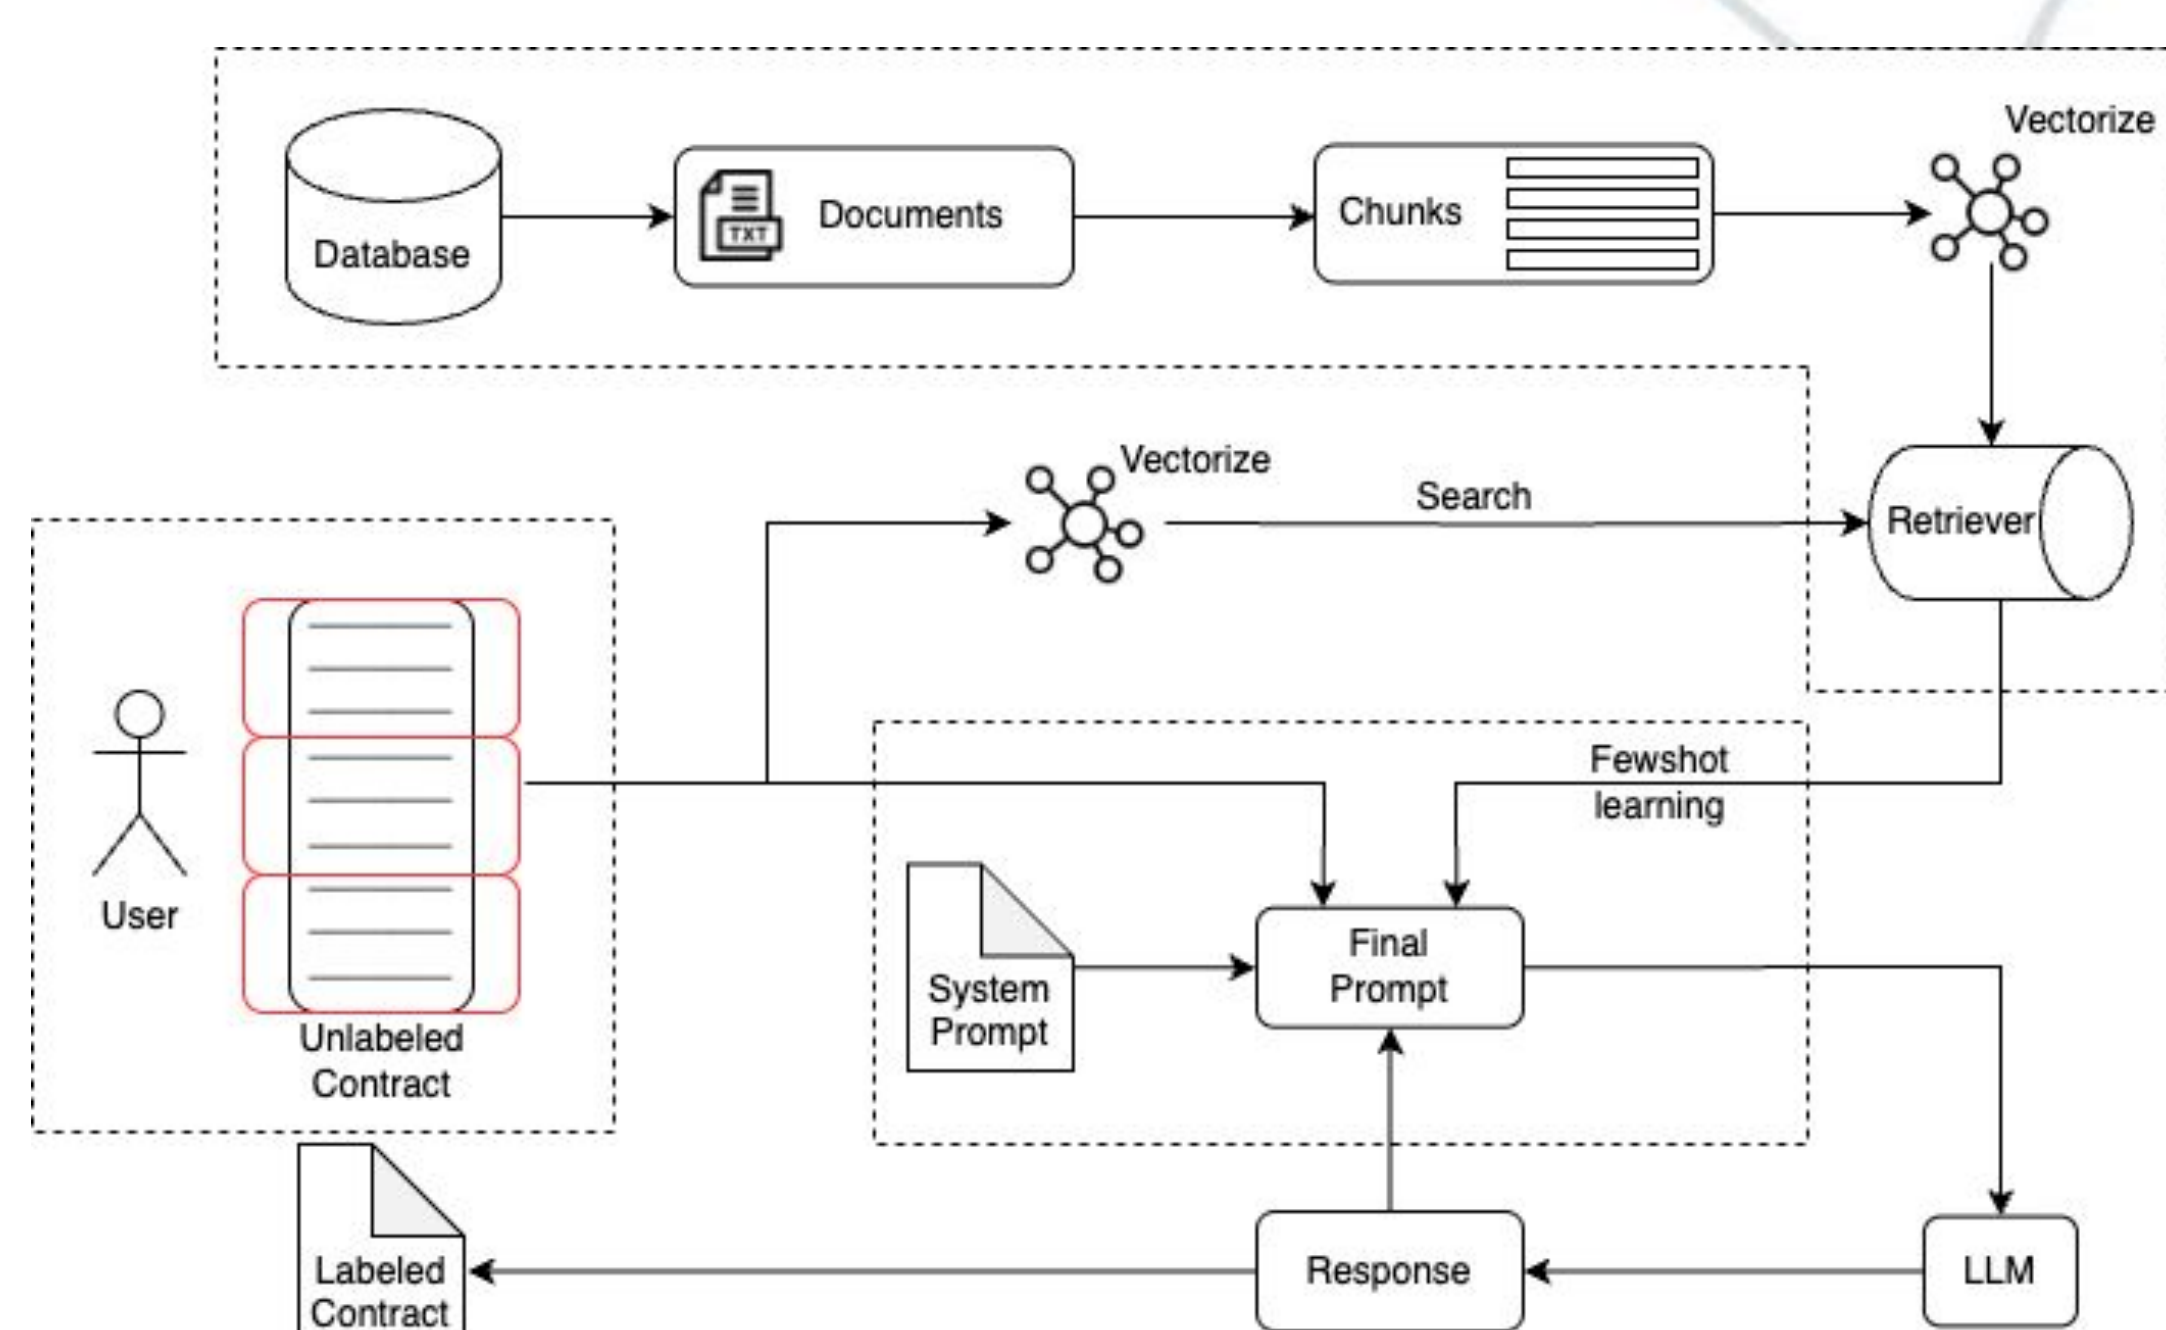 Vectorize
Database
TXT
Documents
Chunks
Vectorize
Search
Retriever
User
Unlabeled
Contract
Fewshot
learning
System
Prompt
Final
Prompt
Labeled
Contract
Response
LLM